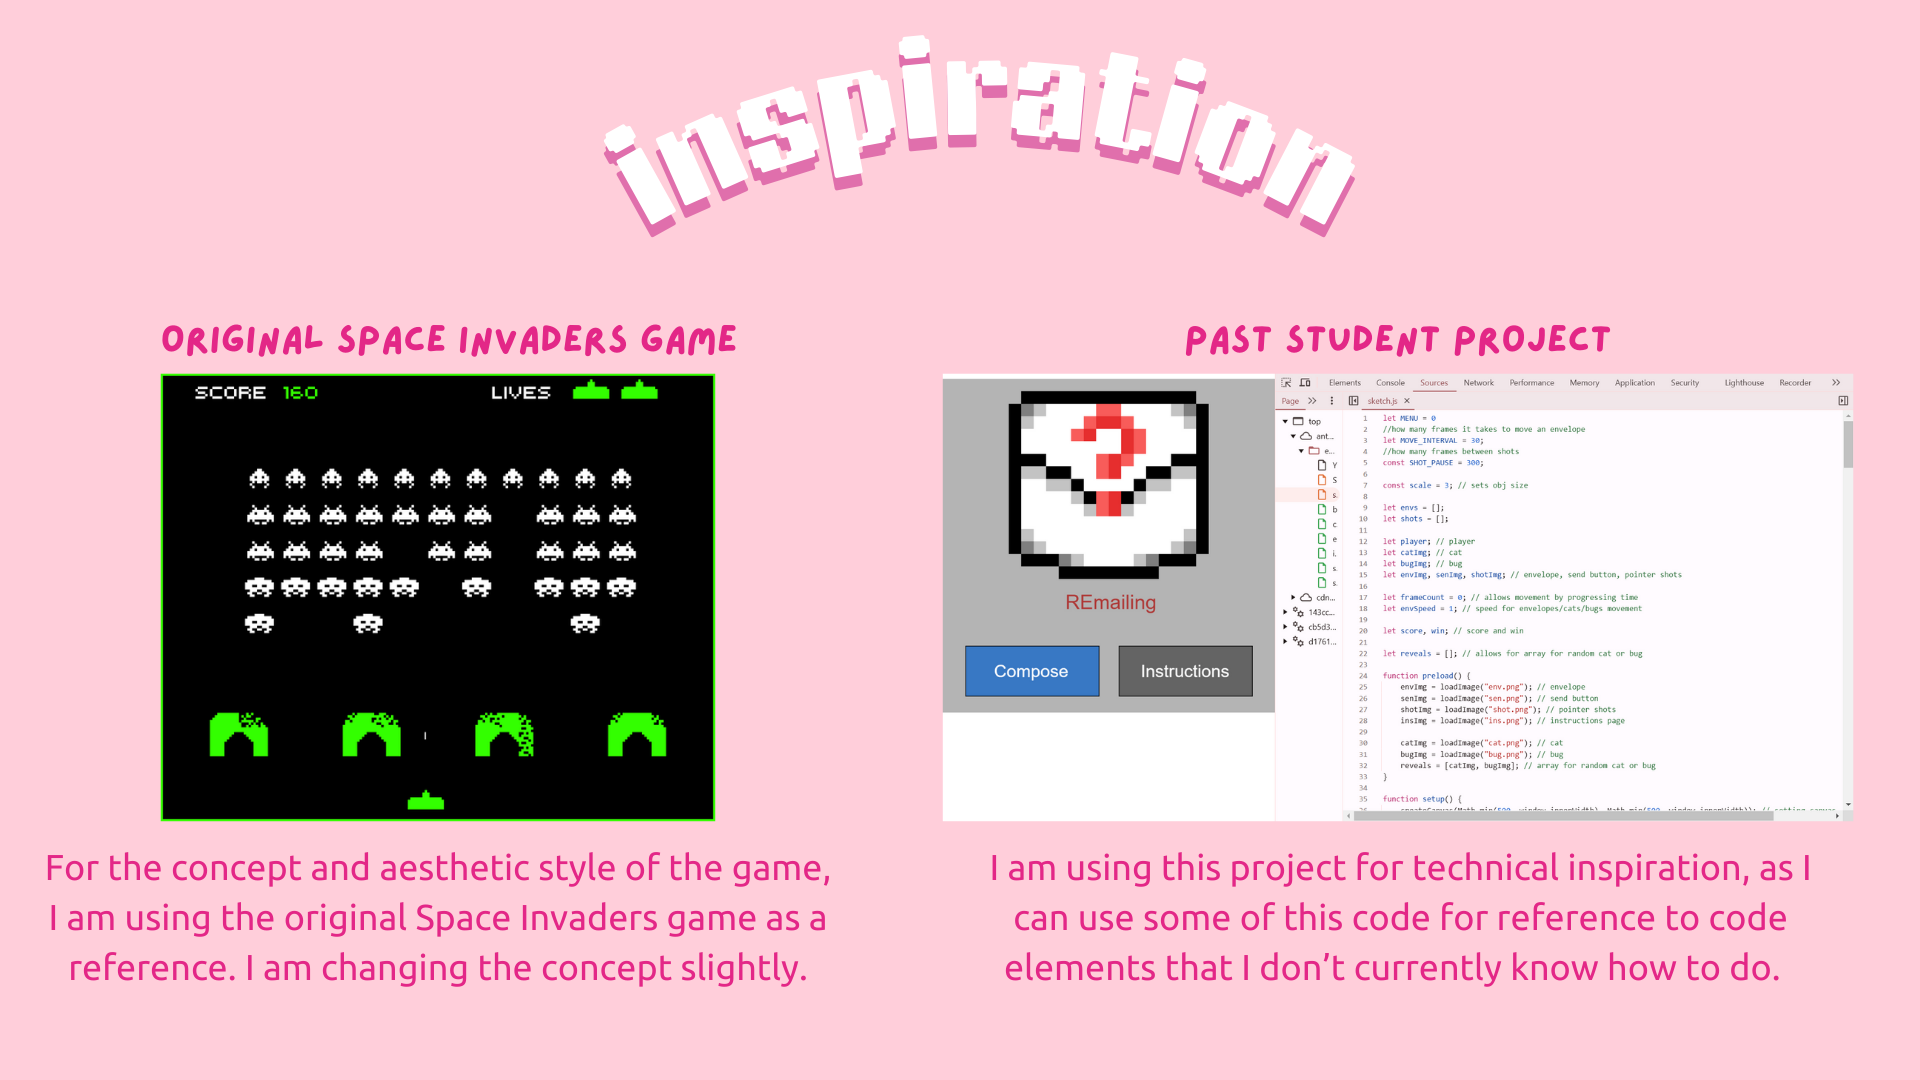 inspiration
ORIGINAL SPACE INVADERS GAME
SCORE 160 LIVES
For the concept and aesthetic style of the game,
I am using the original Space Invaders game as a
reference. I am changing the concept slightly.
PAST STUDENT PROJECT
REmailing
Compose Instructions
Elements Console Sources Network Performance Memory Application Security Lighthouse Recorder
Page sketch.js
top
ant...
e...
Y
S
s.
b
c
e
i.
s.
s.
cdn...
143cc...
cb5d3...
d1761...
1 let MENU = 0
2 //how many frames it takes to move an envelope
3 let MOVE_INTERVAL = 30;
4 //how many frames between shots
5 const SHOT_PAUSE = 300;
6
7 const scale = 3; // sets obj size
8
9 let envs = [];
10 let shots = [];
11
12 let player; // player
13 let catImg; // cat
14 let bugImg; // bug
15 let envImg, senImg, shotImg; // envelope, send button, pointer shots
16
17 let frameCount = 0; // allows movement by progressing time
18 let envSpeed = 1; // speed for envelopes/cats/bugs movement
19
20 let score, win; // score and win
21
22 let reveals = []; // allows for array for random cat or bug
23
24 function preload() {
25 envImg = loadImage("env.png"); // envelope
26 senImg = loadImage("sen.png"); // send button
27 shotImg = loadImage("shot.png"); // pointer shots
28 insImg = loadImage("ins.png"); // instructions page
29
30 catImg = loadImage("cat.png"); // cat
31 bugImg = loadImage("bug.png"); // bug
32 reveals = [catImg, bugImg]; // array for random cat or bug
33 }
34
35 function setup() {
I am using this project for technical inspiration, as I
can use some of this code for reference to code
elements that I don't currently know how to do.